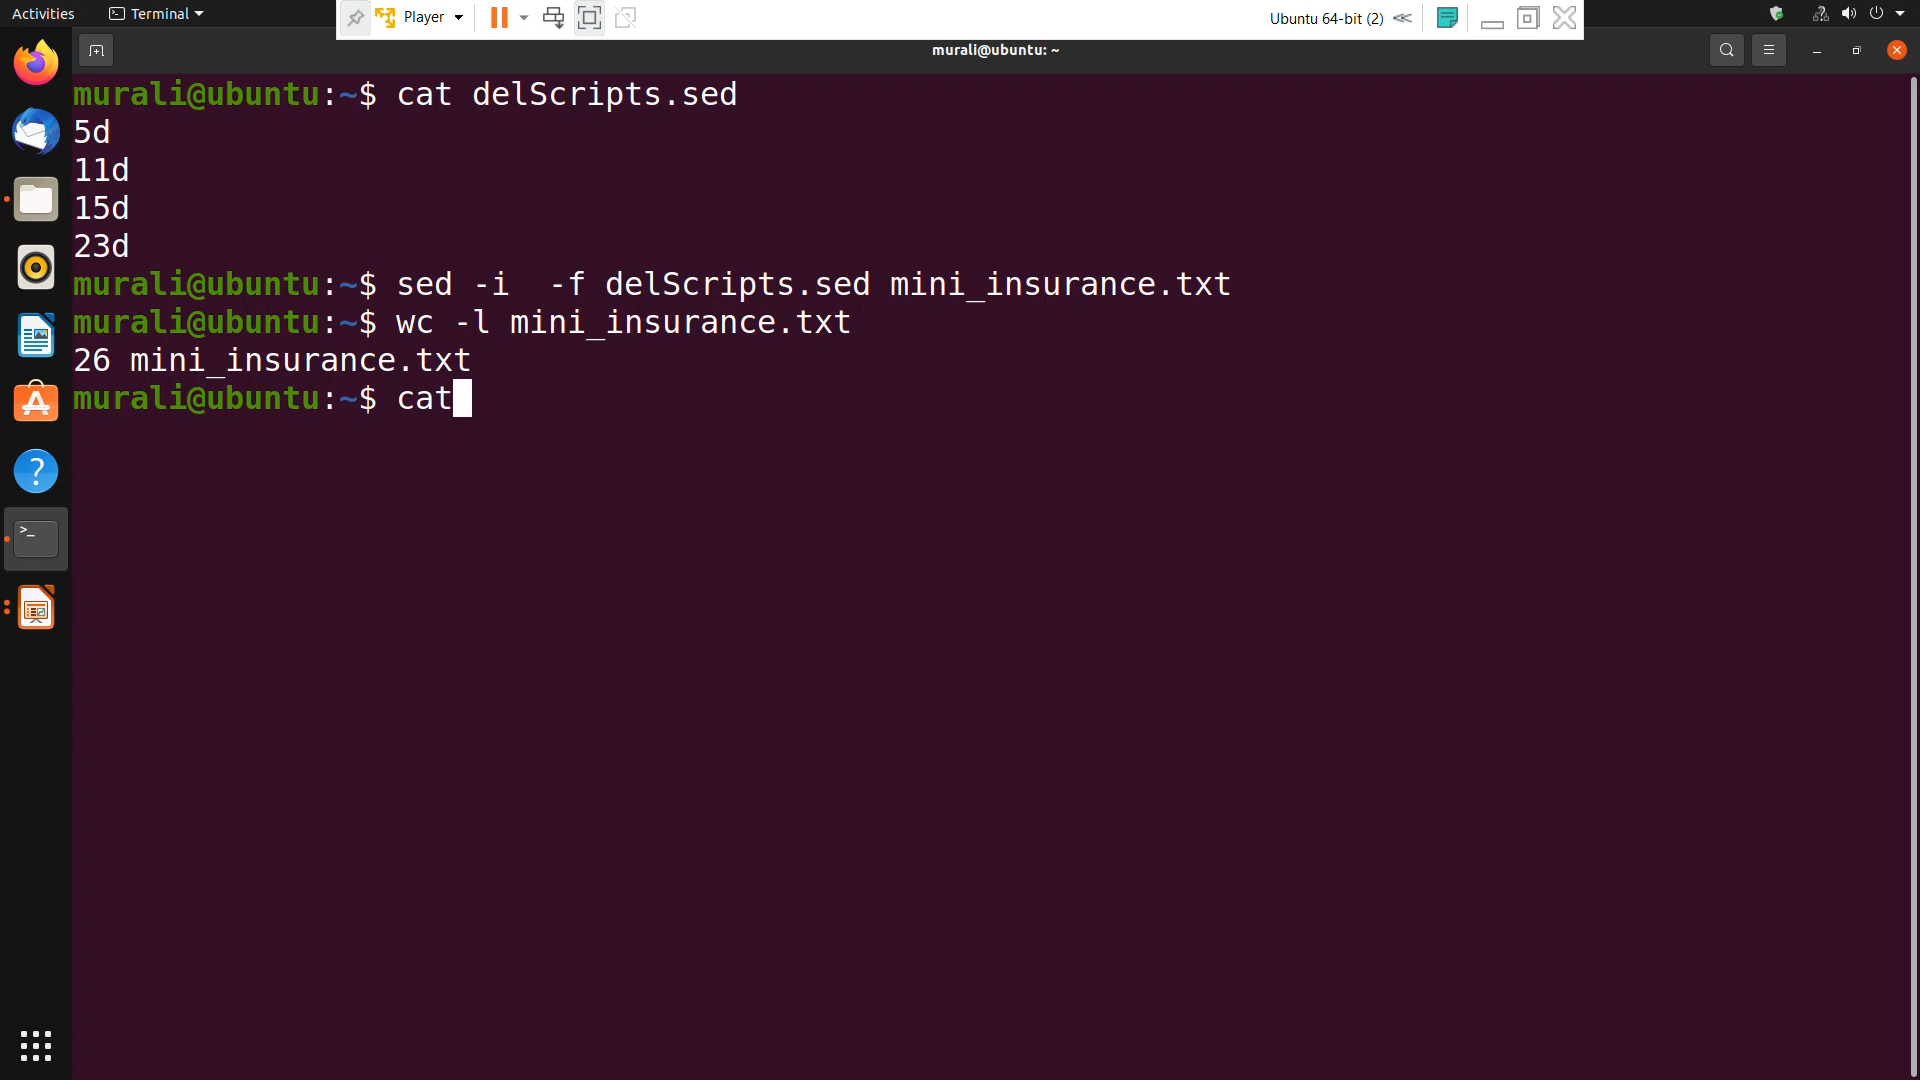 Activities Terminal Player Ubuntu 64-bit (2)
murali@ubuntu: ~
murali@ubuntu:~$ cat delScripts.sed
5d
11d
15d
23d
murali@ubuntu:~$ sed -i  -f delScripts.sed mini_insurance.txt
murali@ubuntu:~$ wc -l mini_insurance.txt
26 mini_insurance.txt
murali@ubuntu:~$ cat